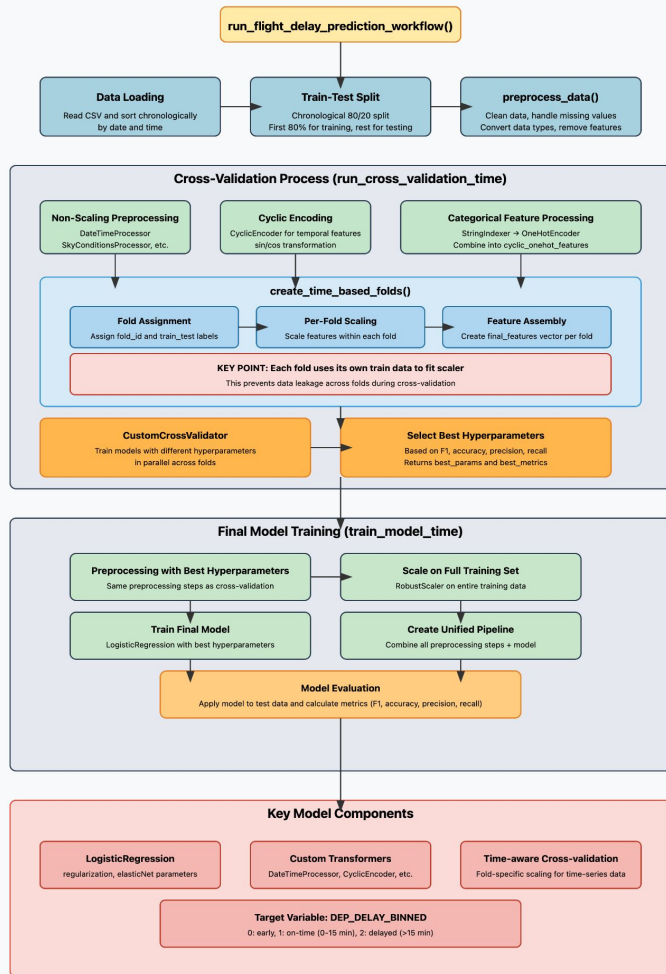 run_flight_delay_prediction_workflow()
Data Loading
Read CSV and sort chronologically
by date and time
Train-Test Split
Chronological 80/20 split
First 80% for training, rest for testing
preprocess_data()
Clean data, handle missing values
Convert data types, remove features
Cross-Validation Process (run_cross_validation_time)
Non-Scaling Preprocessing
DateTimeProcessor
SkyConditionsProcessor, etc.
Cyclic Encoding
CyclicEncoder for temporal features
sin/cos transformation
Categorical Feature Processing
StringIndexer → OneHotEncoder
Combine into cyclic_onehot_features
create_time_based_folds()
Fold Assignment
Assign fold_id and train_test labels
Per-Fold Scaling
Scale features within each fold
Feature Assembly
Create final_features vector per fold
KEY POINT: Each fold uses its own train data to fit scaler
This prevents data leakage across folds during cross-validation
CustomCrossValidator
Train models with different hyperparameters
in parallel across folds
Select Best Hyperparameters
Based on F1, accuracy, precision, recall
Returns best_params and best_metrics
Final Model Training (train_model_time)
Preprocessing with Best Hyperparameters
Same preprocessing steps as cross-validation
Scale on Full Training Set
RobustScaler on entire training data
Train Final Model
LogisticRegression with best hyperparameters
Create Unified Pipeline
Combine all preprocessing steps + model
Model Evaluation
Apply model to test data and calculate metrics (F1, accuracy, precision, recall)
Key Model Components
LogisticRegression
regularization, elasticNet parameters
Custom Transformers
DateTimeProcessor, CyclicEncoder, etc.
Time-aware Cross-validation
Fold-specific scaling for time-series data
Target Variable: DEP_DELAY_BINNED
0: early, 1: on-time (0-15 min), 2: delayed (>15 min)